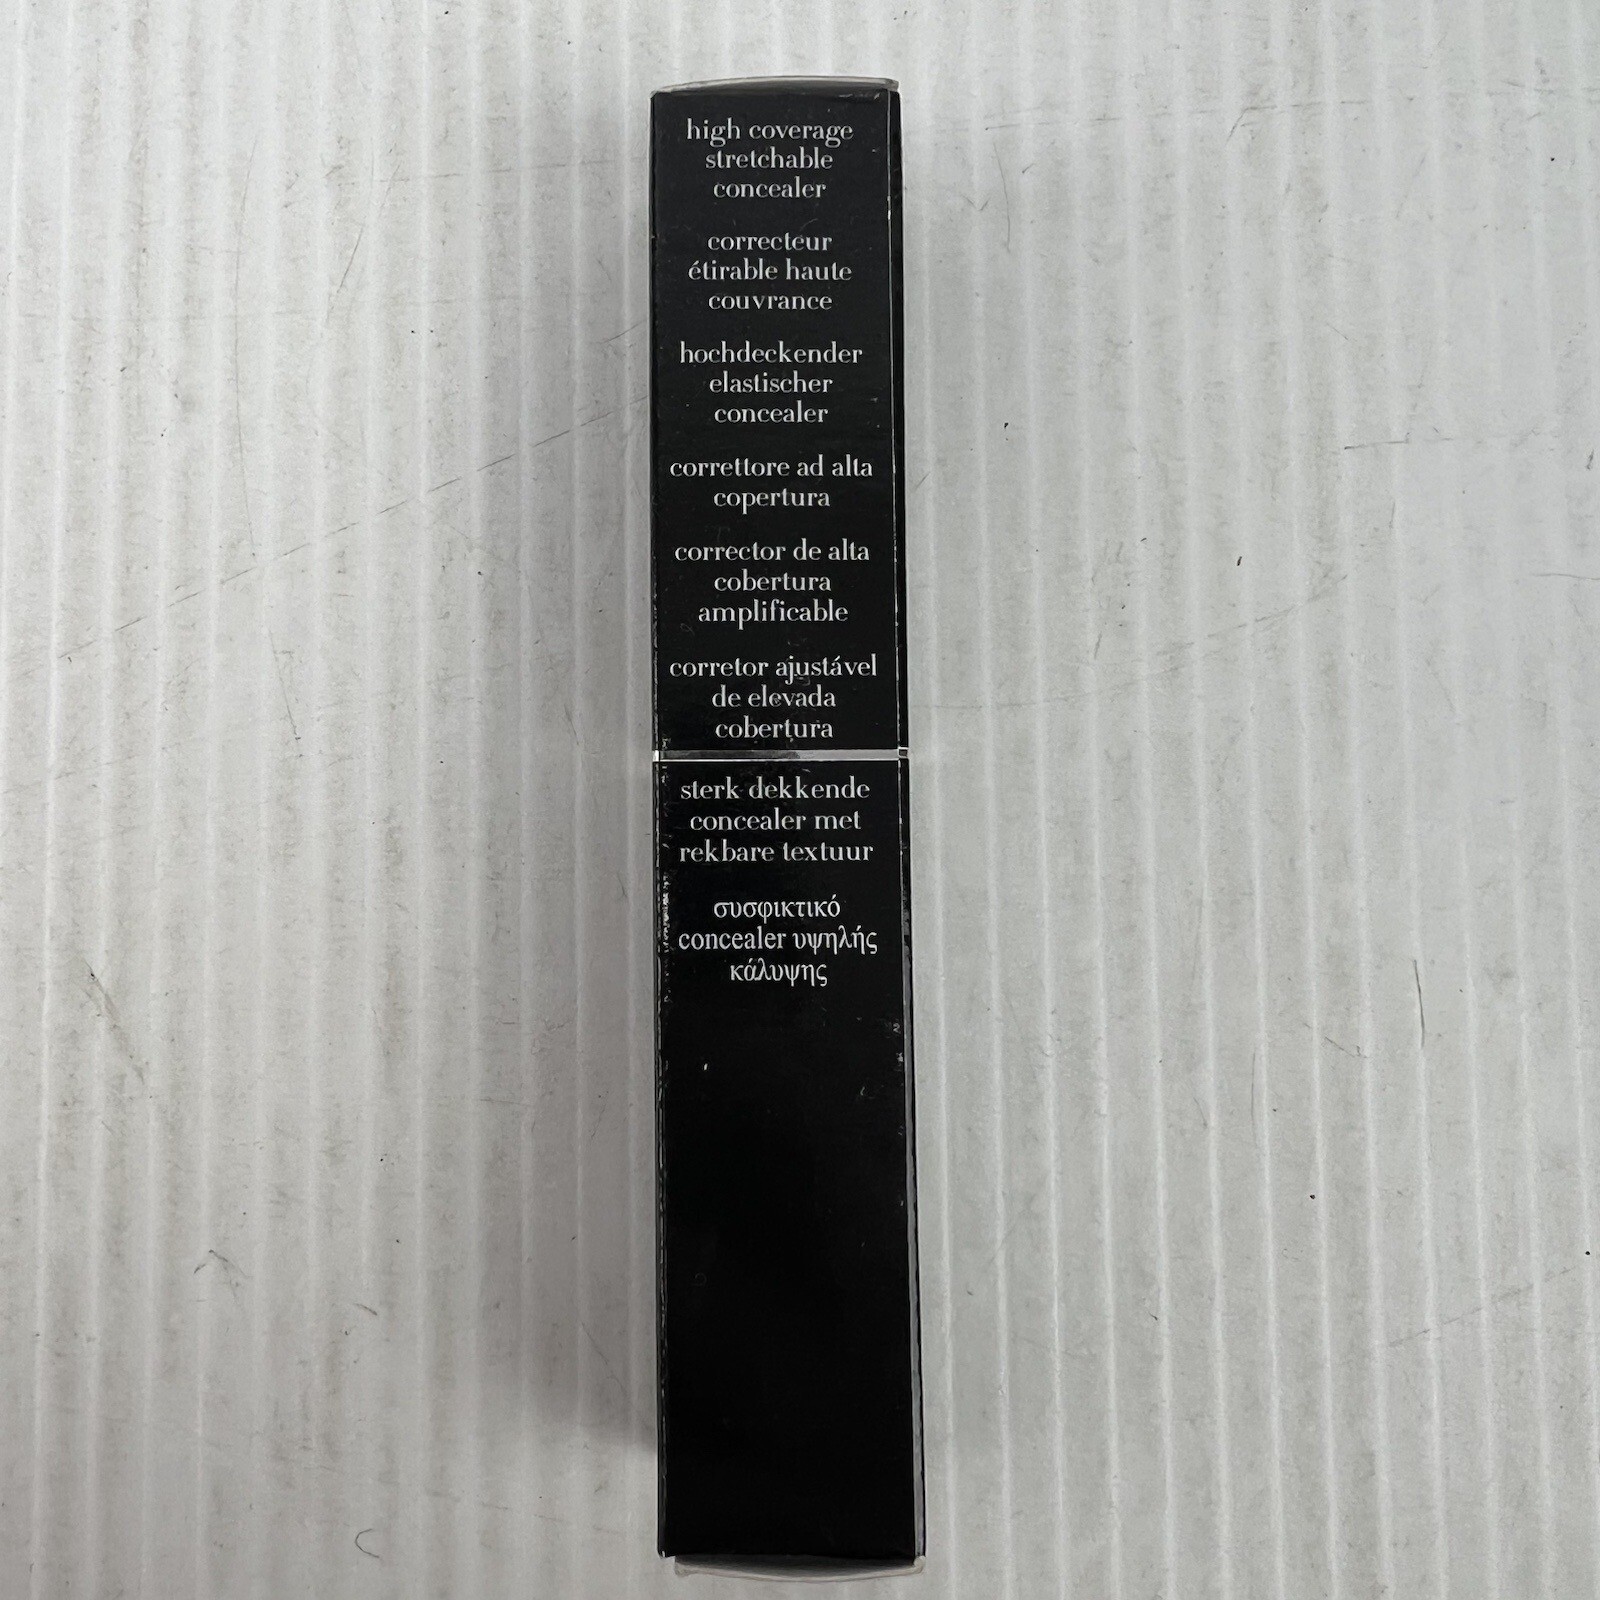 high coverage
stretchable
concealer
correcteur
étirable haute
couvrance
hochdeckender
elastischer
concealer
correttore ad alta
copertura
corrector de alta
cobertura
amplificable
corretor ajustável
de elevada
cobertura
sterk dekkende
concealer met
rekbare textuur
συσφικτικό
concealer υψηλής
κάλυψης